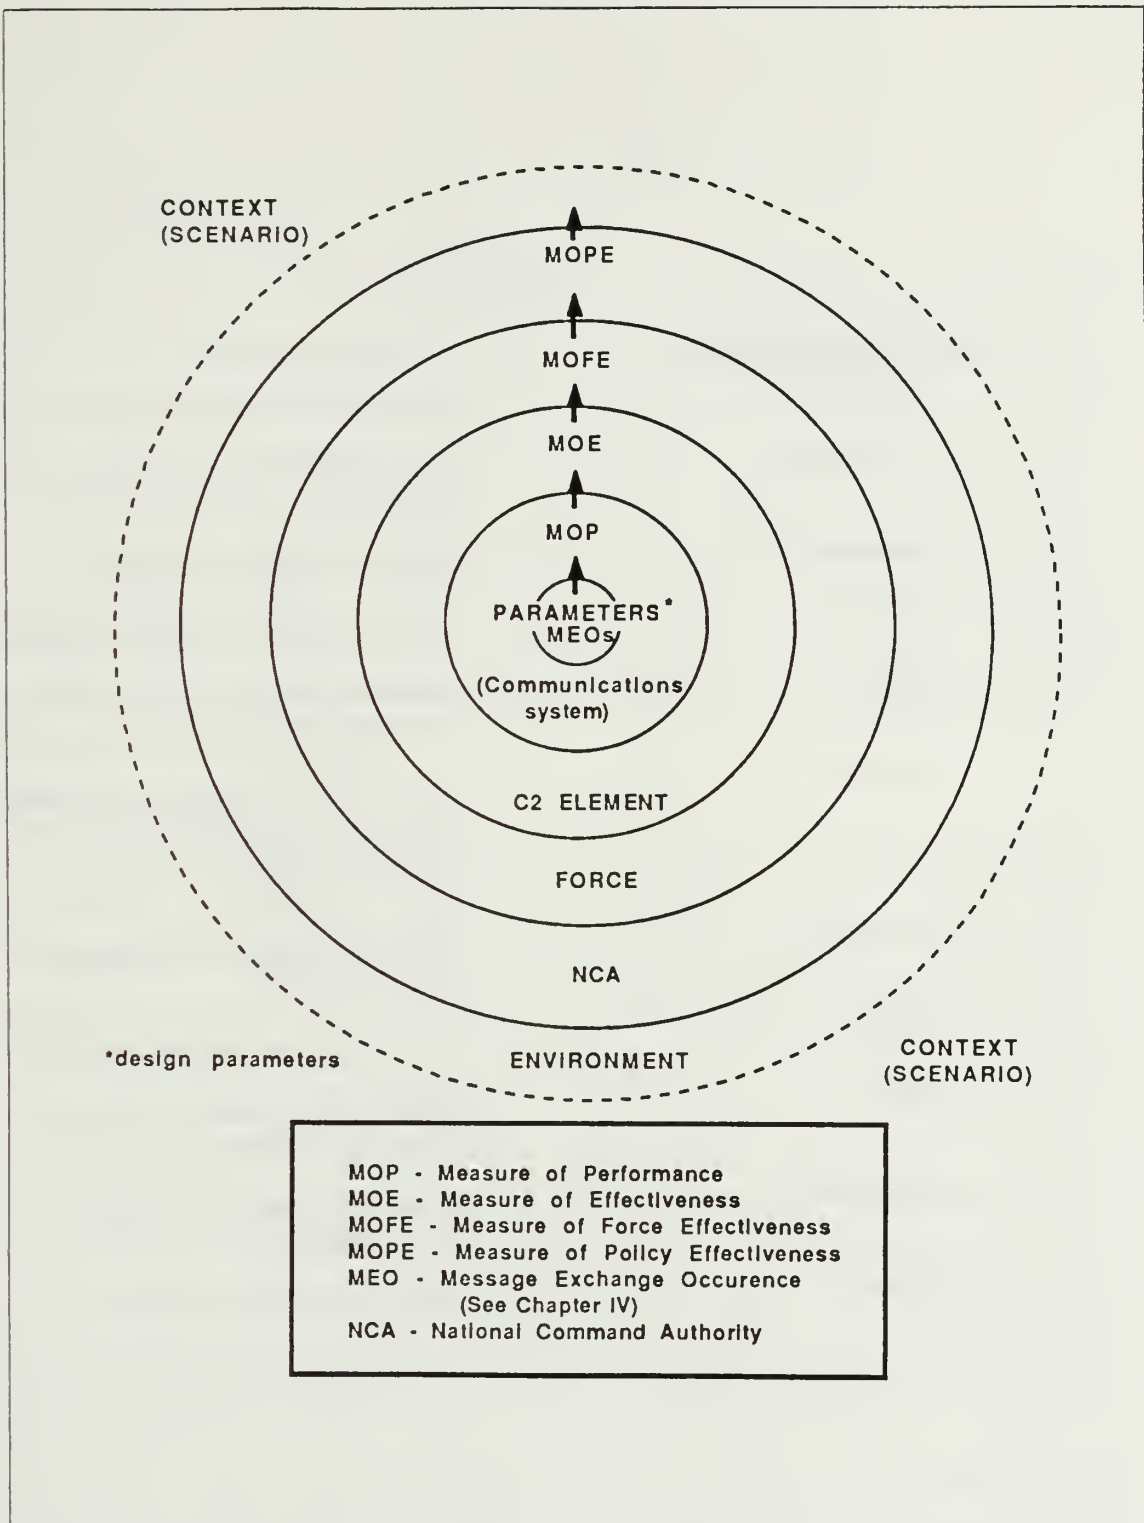 CONTEXT
(SCENARIO)
MOPE
MOFE
MOE
MOP
PARAMETERS*
MEOs
(Communications
system)
C2 ELEMENT
FORCE
NCA
*design parameters
ENVIRONMENT
CONTEXT
(SCENARIO)
MOP - Measure of Performance
MOE - Measure of Effectiveness
MOFE - Measure of Force Effectiveness
MOPE - Measure of Policy Effectiveness
MEO - Message Exchange Occurence
(See Chapter IV)
NCA - National Command Authority